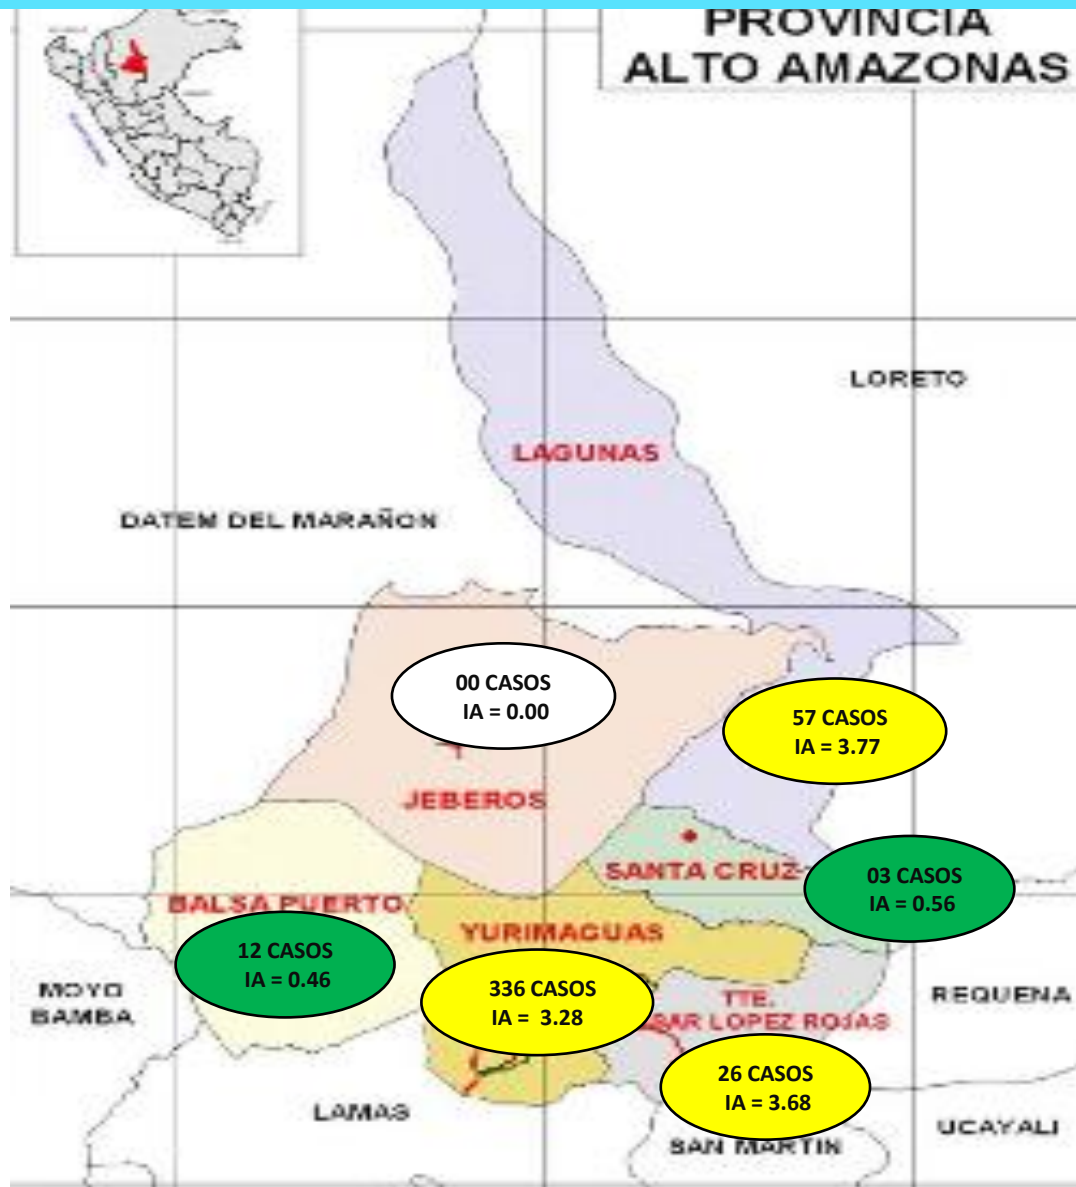 PROVINCIA
ALTO AMAZONAS
LORETO
LAGUNAS
DATEM DEL MARAÑON
00 CASOS
IA = 0.00
57 CASOS
IA = 3.77
JEBEROS
SANTA CRUZ
03 CASOS
IA = 0.56
BALSA PUERTO
YURIMAGUAS
12 CASOS
IA = 0.46
336 CASOS
IA = 3.28
MOYO
BAMBA
TTE.
SAR LOPEZ ROJAS
REQUENA
26 CASOS
IA = 3.68
LAMAS
SAN MARTIN
UCAYALI